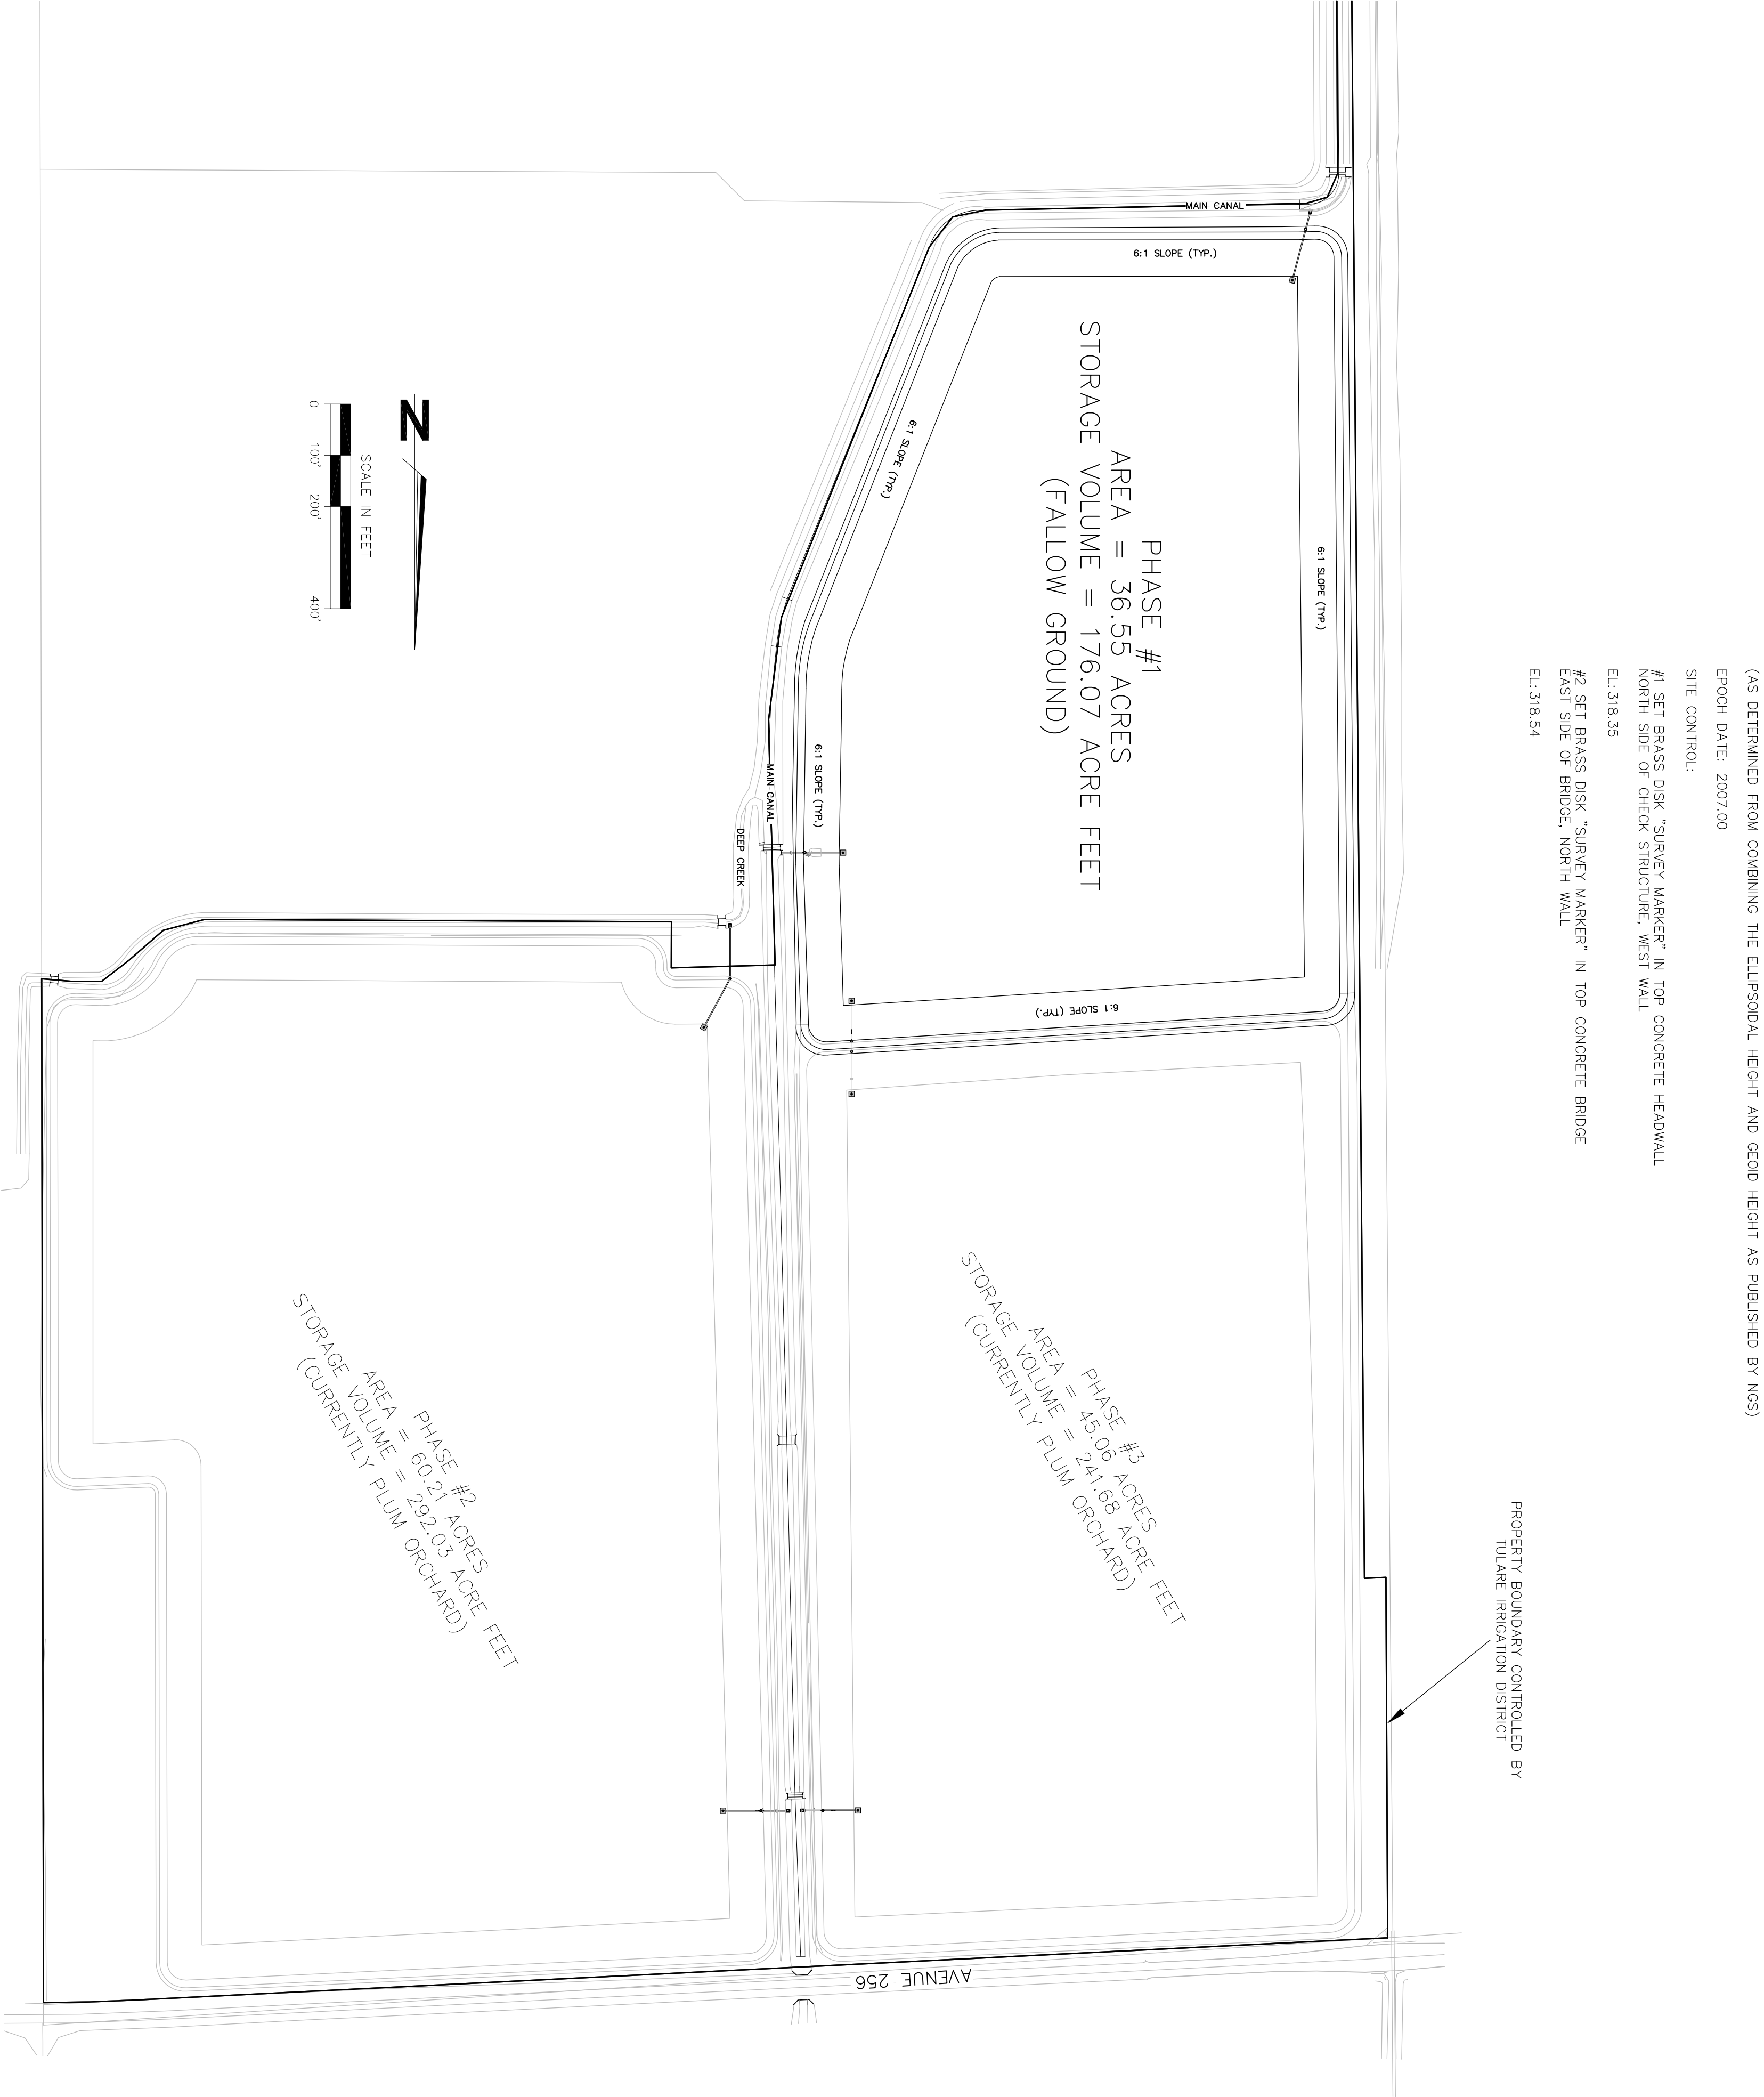 (AS DETERMINED FROM COMBINING THE ELLIPSOIDAL HEIGHT AND GEOID HEIGHT AS PUBLISHED BY NGS)
EPOCH DATE: 2007.00
SITE CONTROL:
#1 SET BRASS DISK "SURVEY MARKER" IN TOP CONCRETE HEADWALL
NORTH SIDE OF CHECK STRUCTURE, WEST WALL
EL: 318.35
#2 SET BRASS DISK "SURVEY MARKER" IN TOP CONCRETE BRIDGE
EAST SIDE OF BRIDGE, NORTH WALL
EL: 318.54
PROPERTY BOUNDARY CONTROLLED BY
TULARE IRRIGATION DISTRICT
MAIN CANAL
6:1 SLOPE (TYP.)
6:1 SLOPE (TYP.)
PHASE #1
AREA = 36.55 ACRES
STORAGE VOLUME = 176.07 ACRE FEET
(FALLOW GROUND)
6:1 SLOPE (TYP.)
6:1 SLOPE (TYP.)
6:1 SLOPE (TYP.)
MAIN CANAL
DEEP CREEK
PHASE #3
AREA = 45.06 ACRES
STORAGE VOLUME = 241.68 ACRE FEET
(CURRENTLY PLUM ORCHARD)
PHASE #2
AREA = 60.21 ACRES
STORAGE VOLUME = 292.03 ACRE FEET
(CURRENTLY PLUM ORCHARD)
AVENUE 256
N
SCALE IN FEET
0 100' 200' 400'